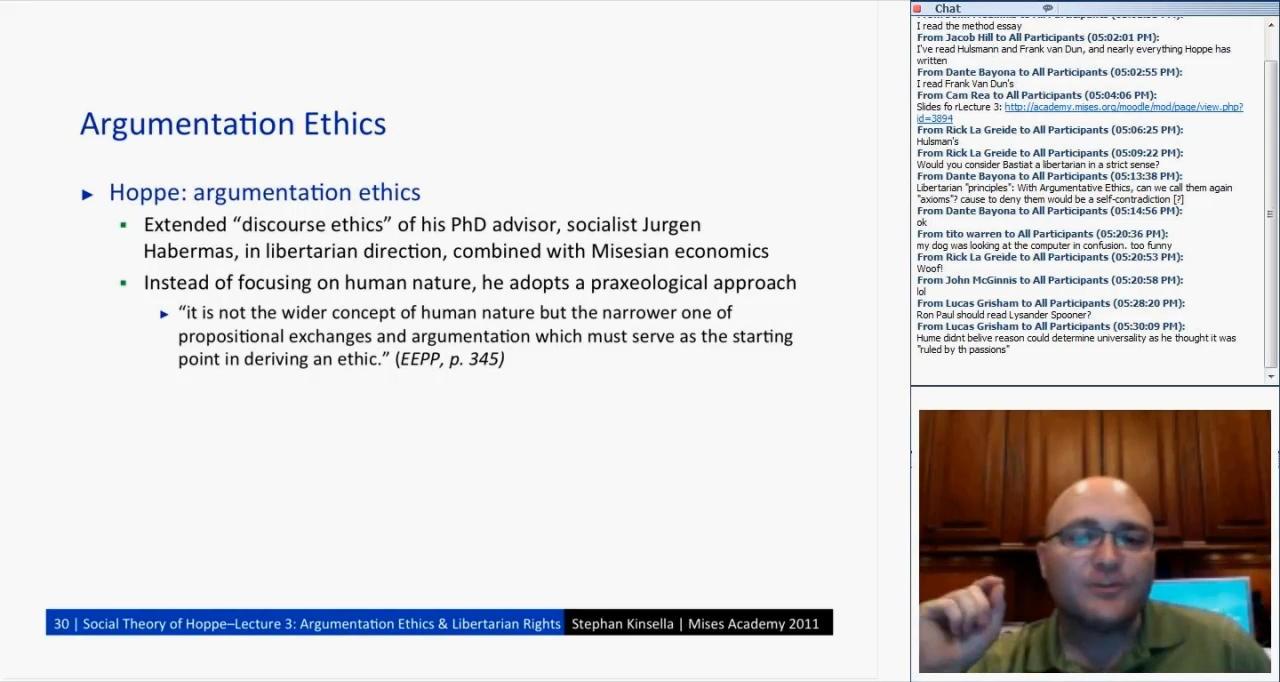 Argumentation Ethics
► Hoppe: argumentation ethics
▪ Extended “discourse ethics” of his PhD advisor, socialist Jurgen
Habermas, in libertarian direction, combined with Misesian economics
▪ Instead of focusing on human nature, he adopts a praxeological approach
► “it is not the wider concept of human nature but the narrower one of
propositional exchanges and argumentation which must serve as the starting
point in deriving an ethic.” (EEPP, p. 345)
30 | Social Theory of Hoppe–Lecture 3: Argumentation Ethics & Libertarian Rights Stephan Kinsella | Mises Academy 2011
Chat
I read the method essay
From Jacob Hill to All Participants (05:02:01 PM):
I've read Hulsmann and Frank van Dun, and nearly everything Hoppe has
written
From Dante Bayona to All Participants (05:02:55 PM):
I read Frank Van Dun's
From Cam Rea to All Participants (05:04:06 PM):
Slides fo rLecture 3: http://academy.mises.org/moodle/mod/page/view.php?
id=3894
From Rick La Greide to All Participants (05:06:25 PM):
Hulsman's
From Rick La Greide to All Participants (05:09:22 PM):
Would you consider Bastiat a libertarian in a strict sense?
From Dante Bayona to All Participants (05:13:38 PM):
Libertarian "principles": With Argumentative Ethics, can we call them again
"axioms"? cause to deny them would be a self-contradiction [?]
From Dante Bayona to All Participants (05:14:56 PM):
ok
From tito warren to All Participants (05:20:36 PM):
my dog was looking at the computer in confusion. too funny
From Rick La Greide to All Participants (05:20:53 PM):
Woof!
From John McGinnis to All Participants (05:20:58 PM):
lol
From Lucas Grisham to All Participants (05:28:20 PM):
Ron Paul should read Lysander Spooner?
From Lucas Grisham to All Participants (05:30:09 PM):
Hume didnt belive reason could determine universality as he thought it was
"ruled by th passions"